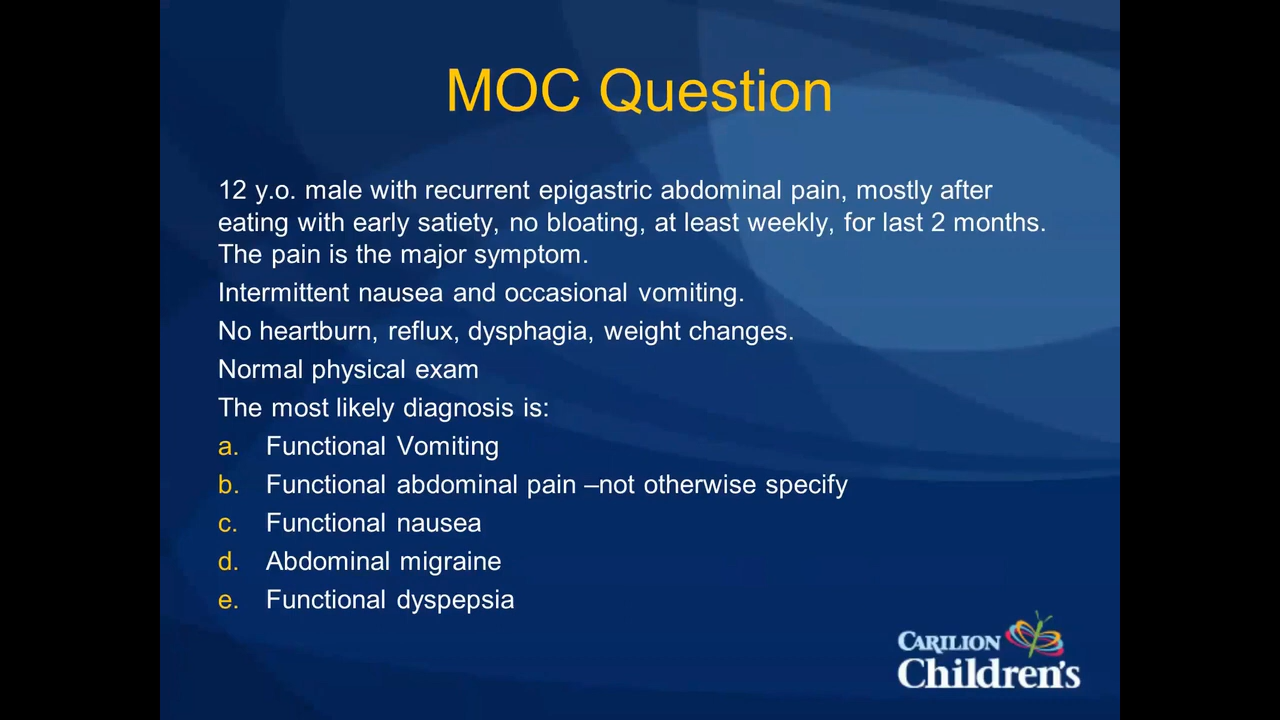 MOC Question
12 y.o. male with recurrent epigastric abdominal pain, mostly after
eating with early satiety, no bloating, at least weekly, for last 2 months.
The pain is the major symptom.
Intermittent nausea and occasional vomiting.
No heartburn, reflux, dysphagia, weight changes.
Normal physical exam
The most likely diagnosis is:
a. Functional Vomiting
b. Functional abdominal pain –not otherwise specify
c. Functional nausea
d. Abdominal migraine
e. Functional dyspepsia
CARILION
Children's